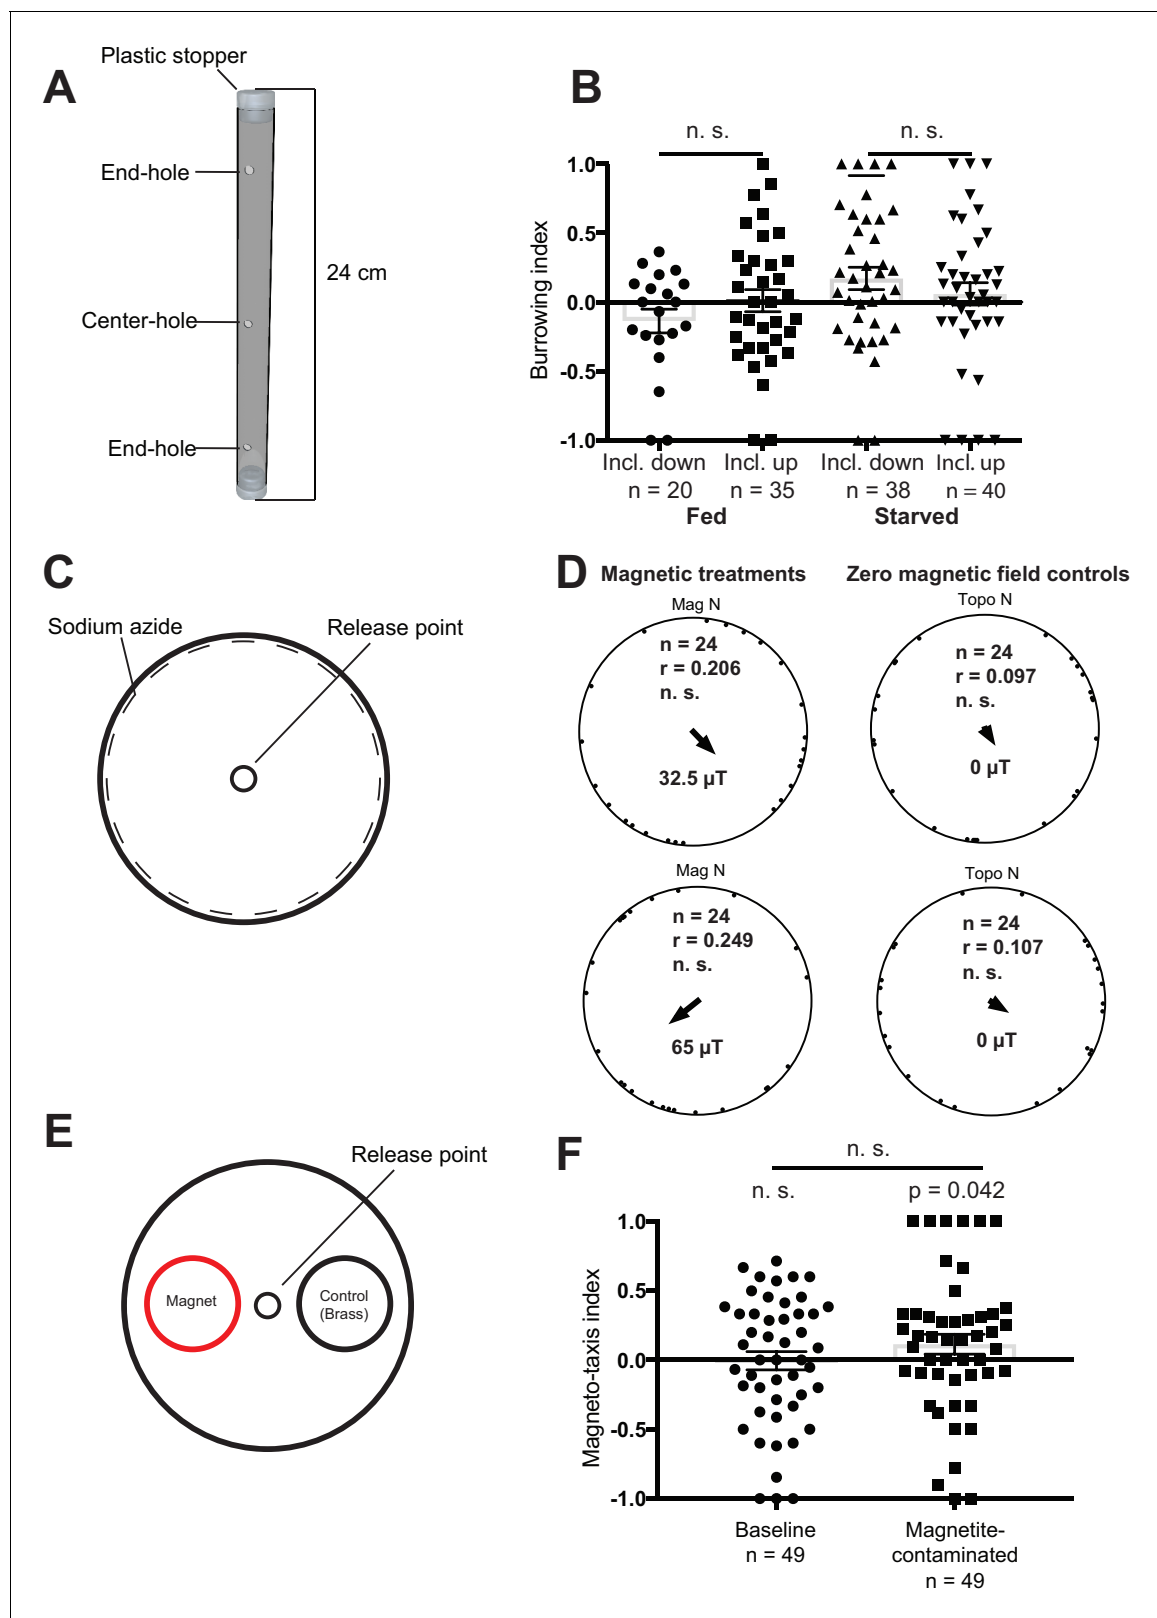 A
Plastic stopper
End-hole
Center-hole
End-hole
24 cm
B
n. s.
n. s.
Burrowing index
1.0
0.5
0.0
-0.5
-1.0
Incl. down
n = 20
Incl. up
n = 35
Incl. down
n = 38
Incl. up
n = 40
Fed
Starved
C
Sodium azide
Release point
D
Magnetic treatments
Zero magnetic field controls
Mag N
n = 24
r = 0.206
n. s.
32.5 µT
Topo N
n = 24
r = 0.097
n. s.
0 µT
Mag N
n = 24
r = 0.249
n. s.
65 µT
Topo N
n = 24
r = 0.107
n. s.
0 µT
E
Release point
Magnet
Control
(Brass)
F
n. s.
n. s.
p = 0.042
Magneto-taxis index
1.0
0.5
0.0
-0.5
-1.0
Baseline
n = 49
Magnetite-
contaminated
n = 49